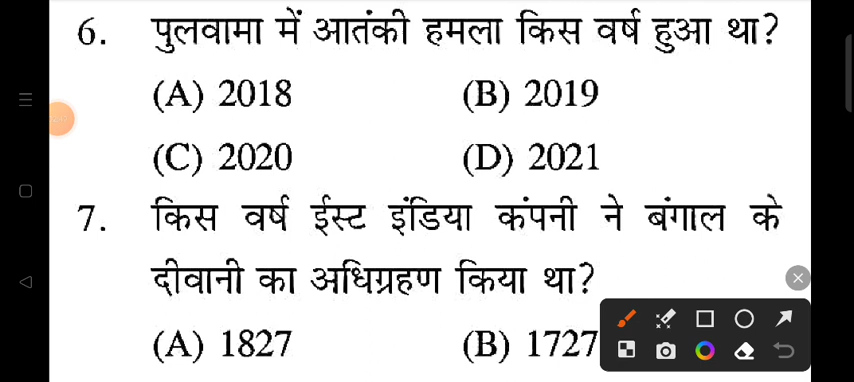 6. पुलवामा में आतंकी हमला किस वर्ष हुआ था?
(A) 2018 (B) 2019
(C) 2020 (D) 2021
7. किस वर्ष ईस्ट इंडिया कंपनी ने बंगाल के
दीवानी का अधिग्रहण किया था?
(A) 1827 (B) 1727